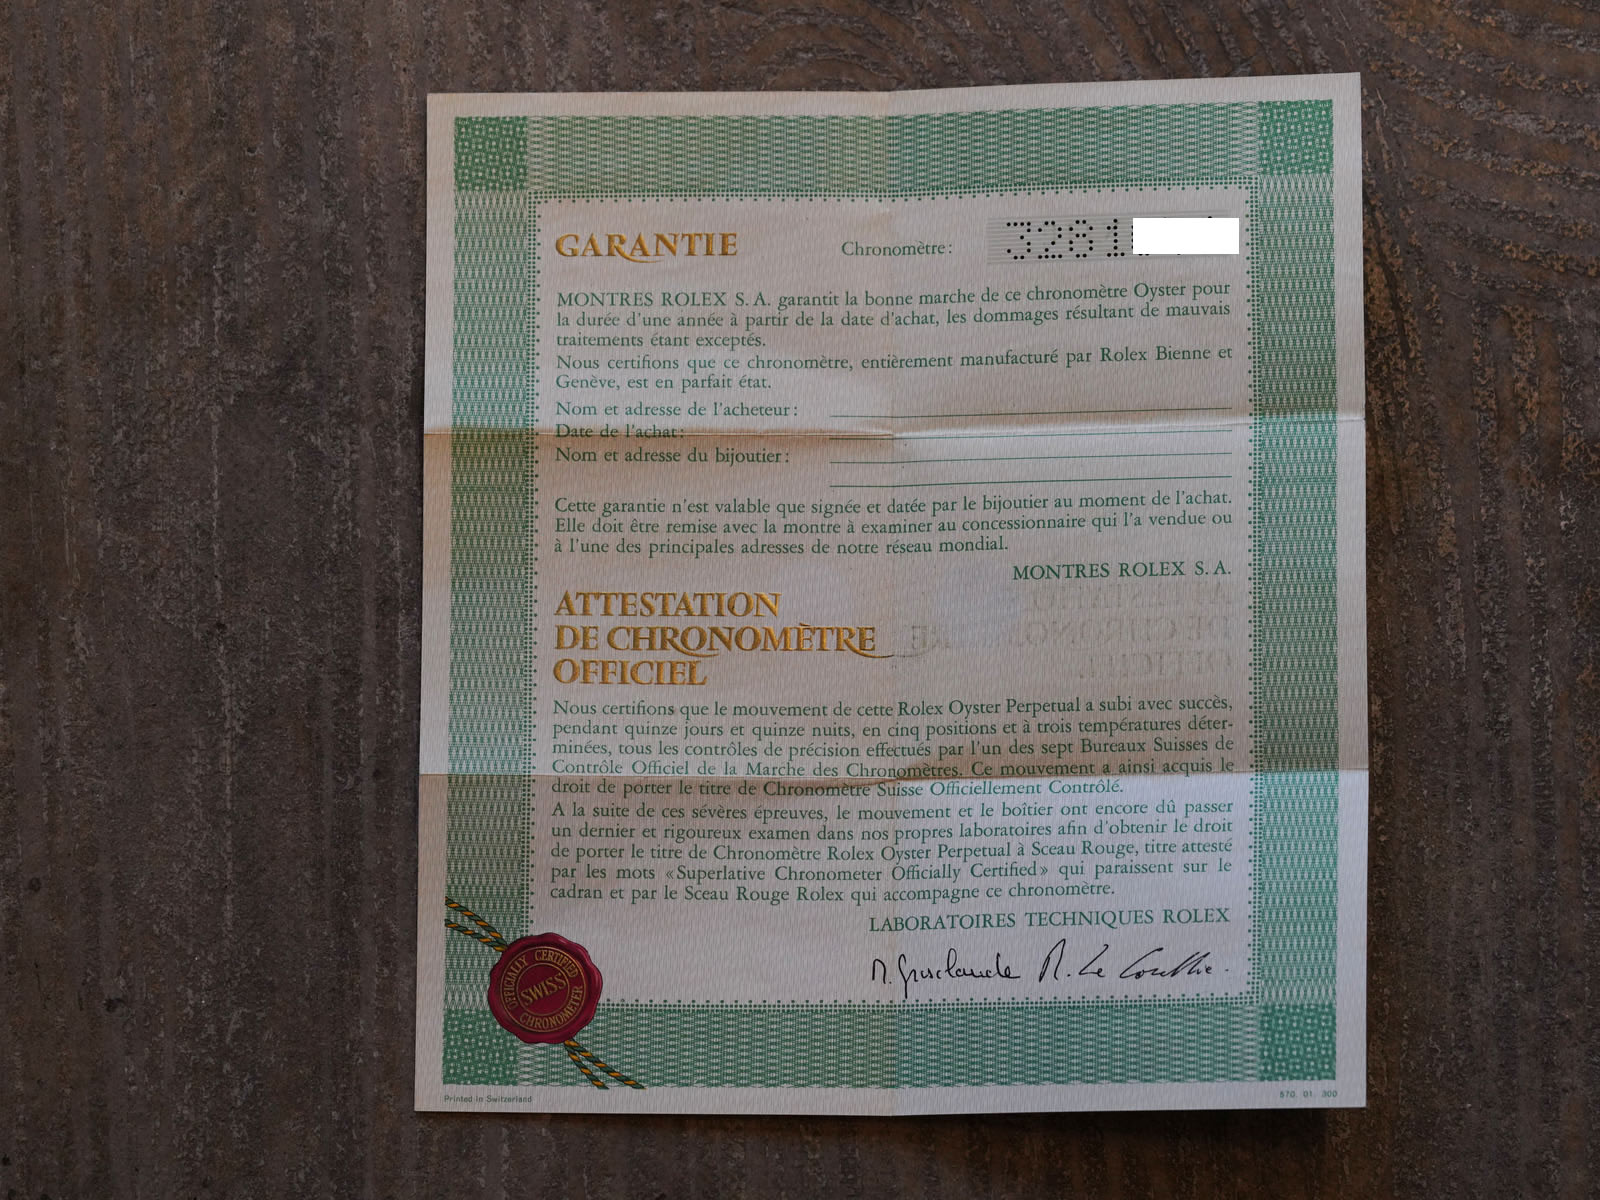 GARANTIE
Chronomètre: 3281
MONTRES ROLEX S. A. garantit la bonne marche de ce chronomètre Oyster pour
la durée d'une année à partir de la date d'achat, les dommages résultant de mauvais
traitements étant exceptés.
Nous certifions que ce chronomètre, entièrement manufacturé par Rolex Bienne et
Genève, est en parfait état.
Nom et adresse de l'acheteur:
Date de l'achat:
Nom et adresse du bijoutier:
Cette garantie n'est valable que signée et datée par le bijoutier au moment de l'achat.
Elle doit être remise avec la montre à examiner au concessionnaire qui l'a vendue ou
à l'une des principales adresses de notre réseau mondial.
MONTRES ROLEX S. A.
ATTESTATION
DE CHRONOMÈTRE
OFFICIEL
Nous certifions que le mouvement de cette Rolex Oyster Perpetual a subi avec succès,
pendant quinze jours et quinze nuits, en cinq positions et à trois températures déter-
minées, tous les contrôles de précision effectués par l'un des sept Bureaux Suisses de
Contrôle Officiel de la Marche des Chronomètres. Ce mouvement a ainsi acquis le
droit de porter le titre de Chronomètre Suisse Officiellement Contrôlé.
A la suite de ces sévères épreuves, le mouvement et le boîtier ont encore dû passer
un dernier et rigoureux examen dans nos propres laboratoires afin d'obtenir le droit
de porter le titre de Chronomètre Rolex Oyster Perpetual à Sceau Rouge, titre attesté
par les mots «Superlative Chronometer Officially Certified» qui paraissent sur le
cadran et par le Sceau Rouge Rolex qui accompagne ce chronomètre.
LABORATOIRES TECHNIQUES ROLEX
OFFICIALLY CERTIFIED
SWISS
CHRONOMETER
Printed in Switzerland
570. 01. 300